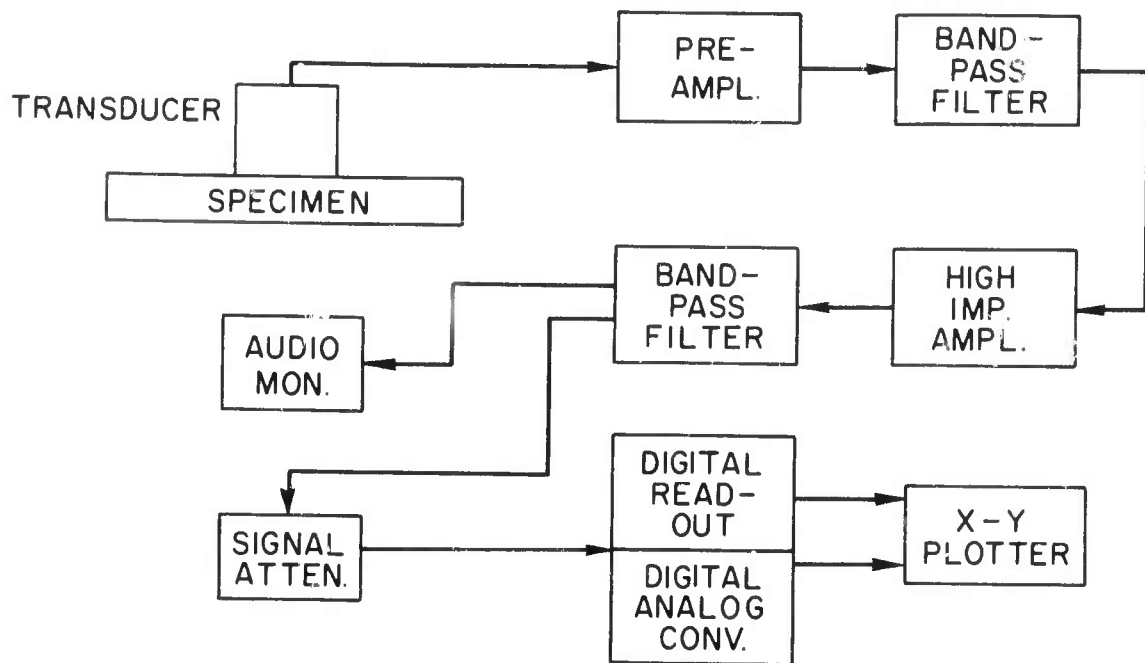 PRE-
AMPL.
BAND-
PASS
FILTER
TRANSDUCER
SPECIMEN
BAND-
PASS
FILTER
HIGH
IMP.
AMPL.
AUDIO
MON.
DIGITAL
READ-
OUT
X-Y
PLOTTER
SIGNAL
ATTEN.
DIGITAL
ANALOG
CONV.